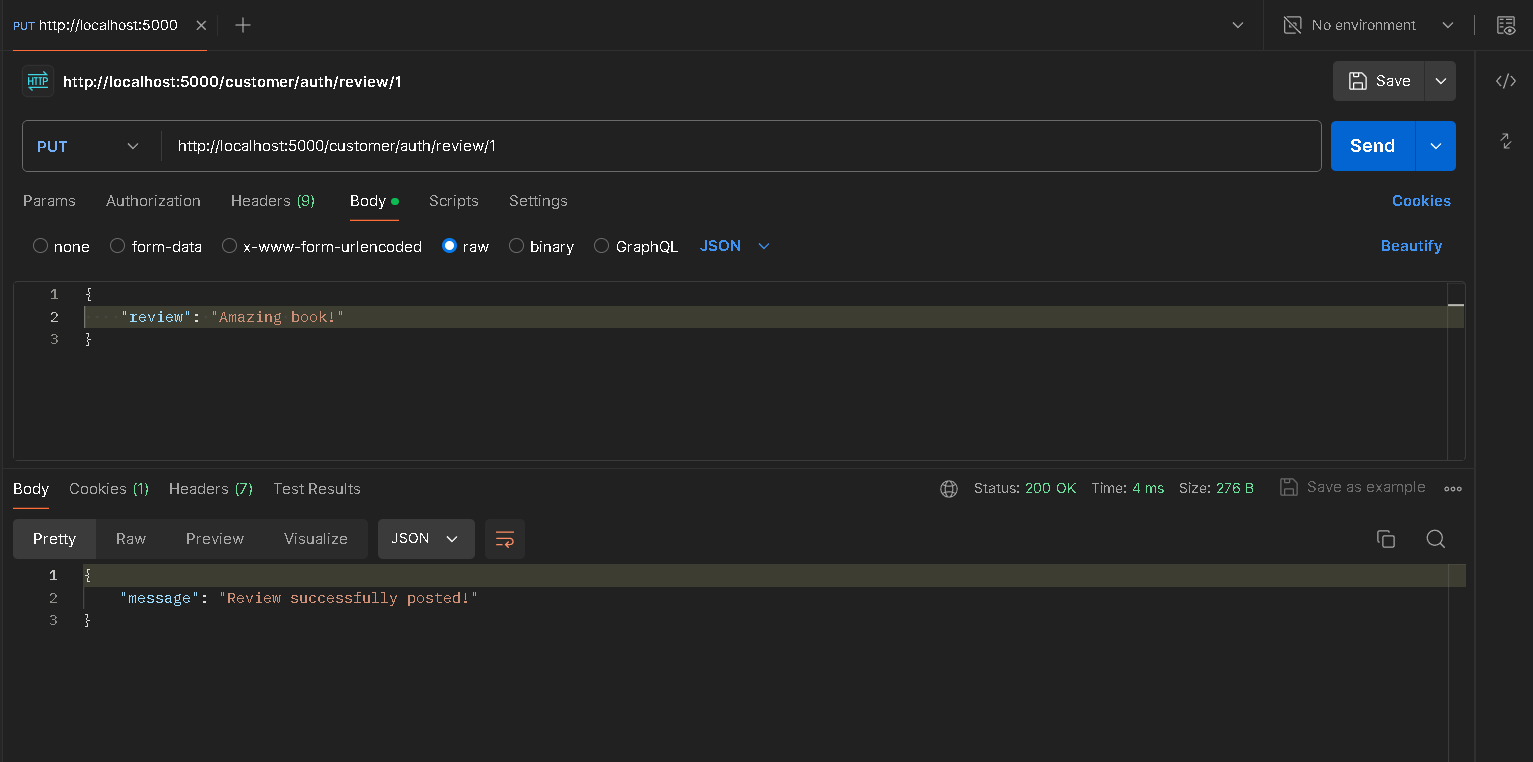 PUT http://localhost:5000
No environment
HTTP http://localhost:5000/customer/auth/review/1
Save
PUT http://localhost:5000/customer/auth/review/1
Send
Params Authorization Headers (9) Body Scripts Settings Cookies
none form-data x-www-form-urlencoded raw binary GraphQL JSON Beautify
1 {
2 "review": "Amazing book!"
3 }
Body Cookies (1) Headers (7) Test Results Status: 200 OK Time: 4 ms Size: 276 B Save as example
Pretty Raw Preview Visualize JSON
1 {
2 "message": "Review successfully posted!"
3 }